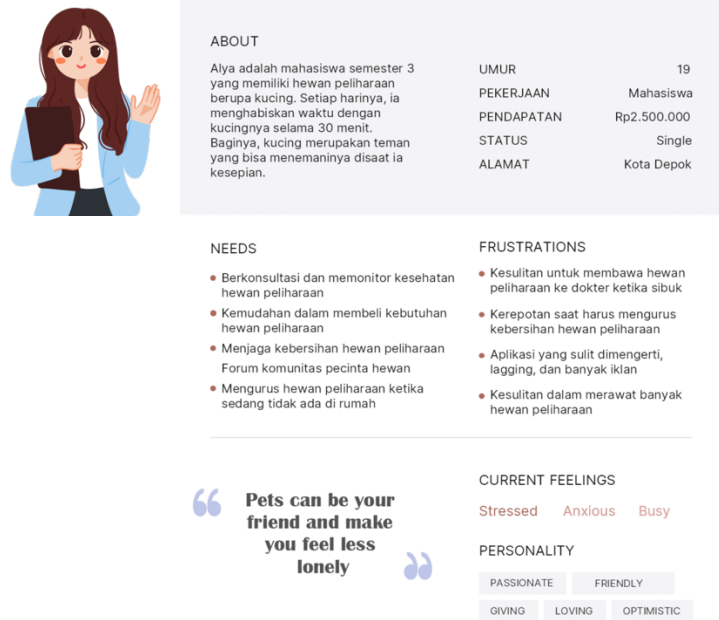 ABOUT
Alya adalah mahasiswa semester 3
yang memiliki hewan peliharaan
berupa kucing. Setiap harinya, ia
menghabiskan waktu dengan
kucingnya selama 30 menit.
Baginya, kucing merupakan teman
yang bisa menemaninya disaat ia
kesepian.
UMUR 19
PEKERJAAN Mahasiswa
PENDAPATAN Rp2.500.000
STATUS Single
ALAMAT Kota Depok
NEEDS
Berkonsultasi dan memonitor kesehatan
hewan peliharaan
Kemudahan dalam membeli kebutuhan
hewan peliharaan
Menjaga kebersihan hewan peliharaan
Forum komunitas pecinta hewan
Mengurus hewan peliharaan ketika
sedang tidak ada di rumah
FRUSTRATIONS
Kesulitan untuk membawa hewan
peliharaan ke dokter ketika sibuk
Kerepotan saat harus mengurus
kebersihan hewan peliharaan
Aplikasi yang sulit dimengerti,
lagging, dan banyak iklan
Kesulitan dalam merawat banyak
hewan peliharaan
“ Pets can be your
friend and make
you feel less
lonely ”
CURRENT FEELINGS
Stressed Anxious Busy
PERSONALITY
PASSIONATE FRIENDLY
GIVING LOVING OPTIMISTIC